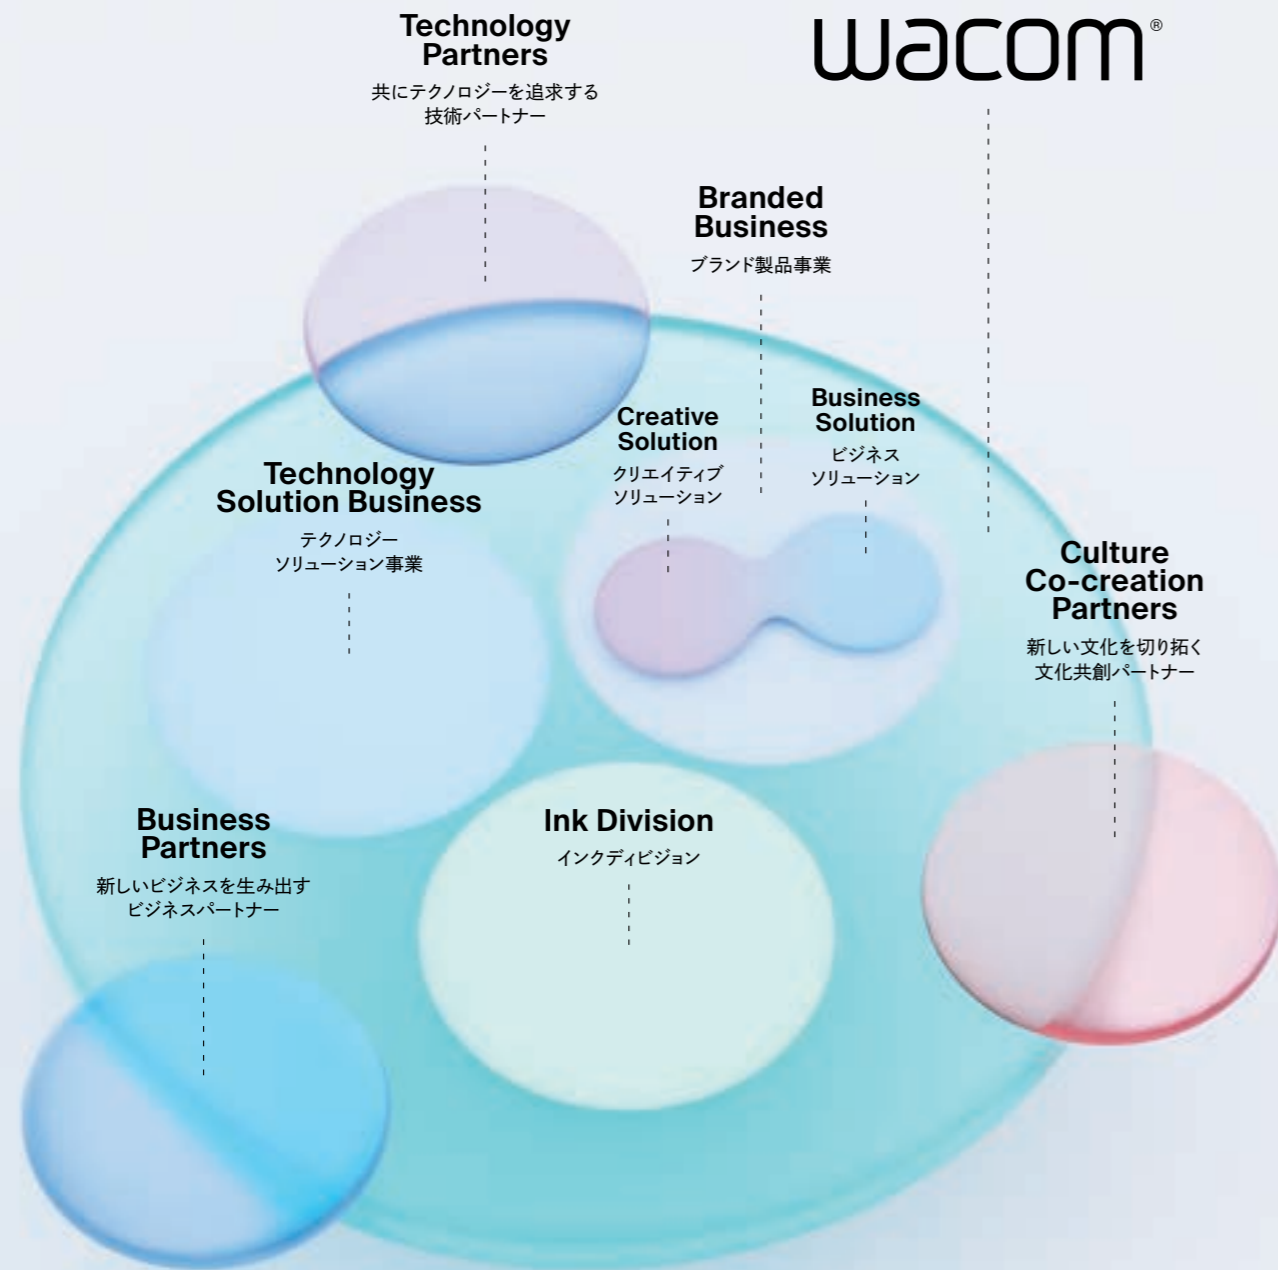 Technology
Partners
共にテクノロジーを追求する
技術パートナー
wacom®
Branded
Business
ブランド製品事業
Creative
Solution
クリエイティブ
ソリューション
Business
Solution
ビジネス
ソリューション
Technology
Solution Business
テクノロジー
ソリューション事業
Culture
Co-creation
Partners
新しい文化を切り拓く
文化共創パートナー
Business
Partners
新しいビジネスを生み出す
ビジネスパートナー
Ink Division
インクディビジョン